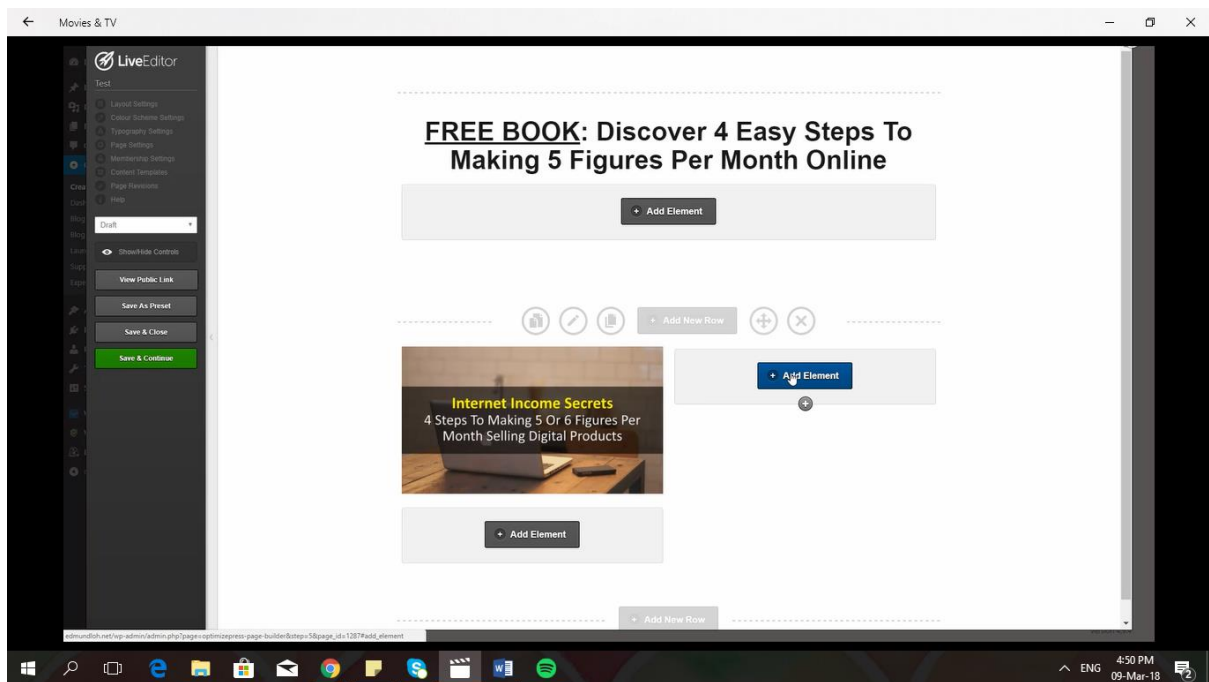 Movies & TV
LiveEditor
Test
Layout Settings
Colour Scheme Settings
Typography Settings
Page Settings
Membership Settings
Content Templates
Page Revisions
Help
Draft
Show/Hide Controls
View Public Link
Save As Preset
Save & Close
Save & Continue
FREE BOOK: Discover 4 Easy Steps To
Making 5 Figures Per Month Online
+ Add Element
+ Add New Row
Internet Income Secrets
4 Steps To Making 5 Or 6 Figures Per
Month Selling Digital Products
+ Add Element
+ Add Element
+ Add New Row
edmundloh.net/wp-admin/admin.php?page=optimizepress-page-builder&step=5&page_id=1287#add_element
ENG
4:50 PM
09-Mar-18
2